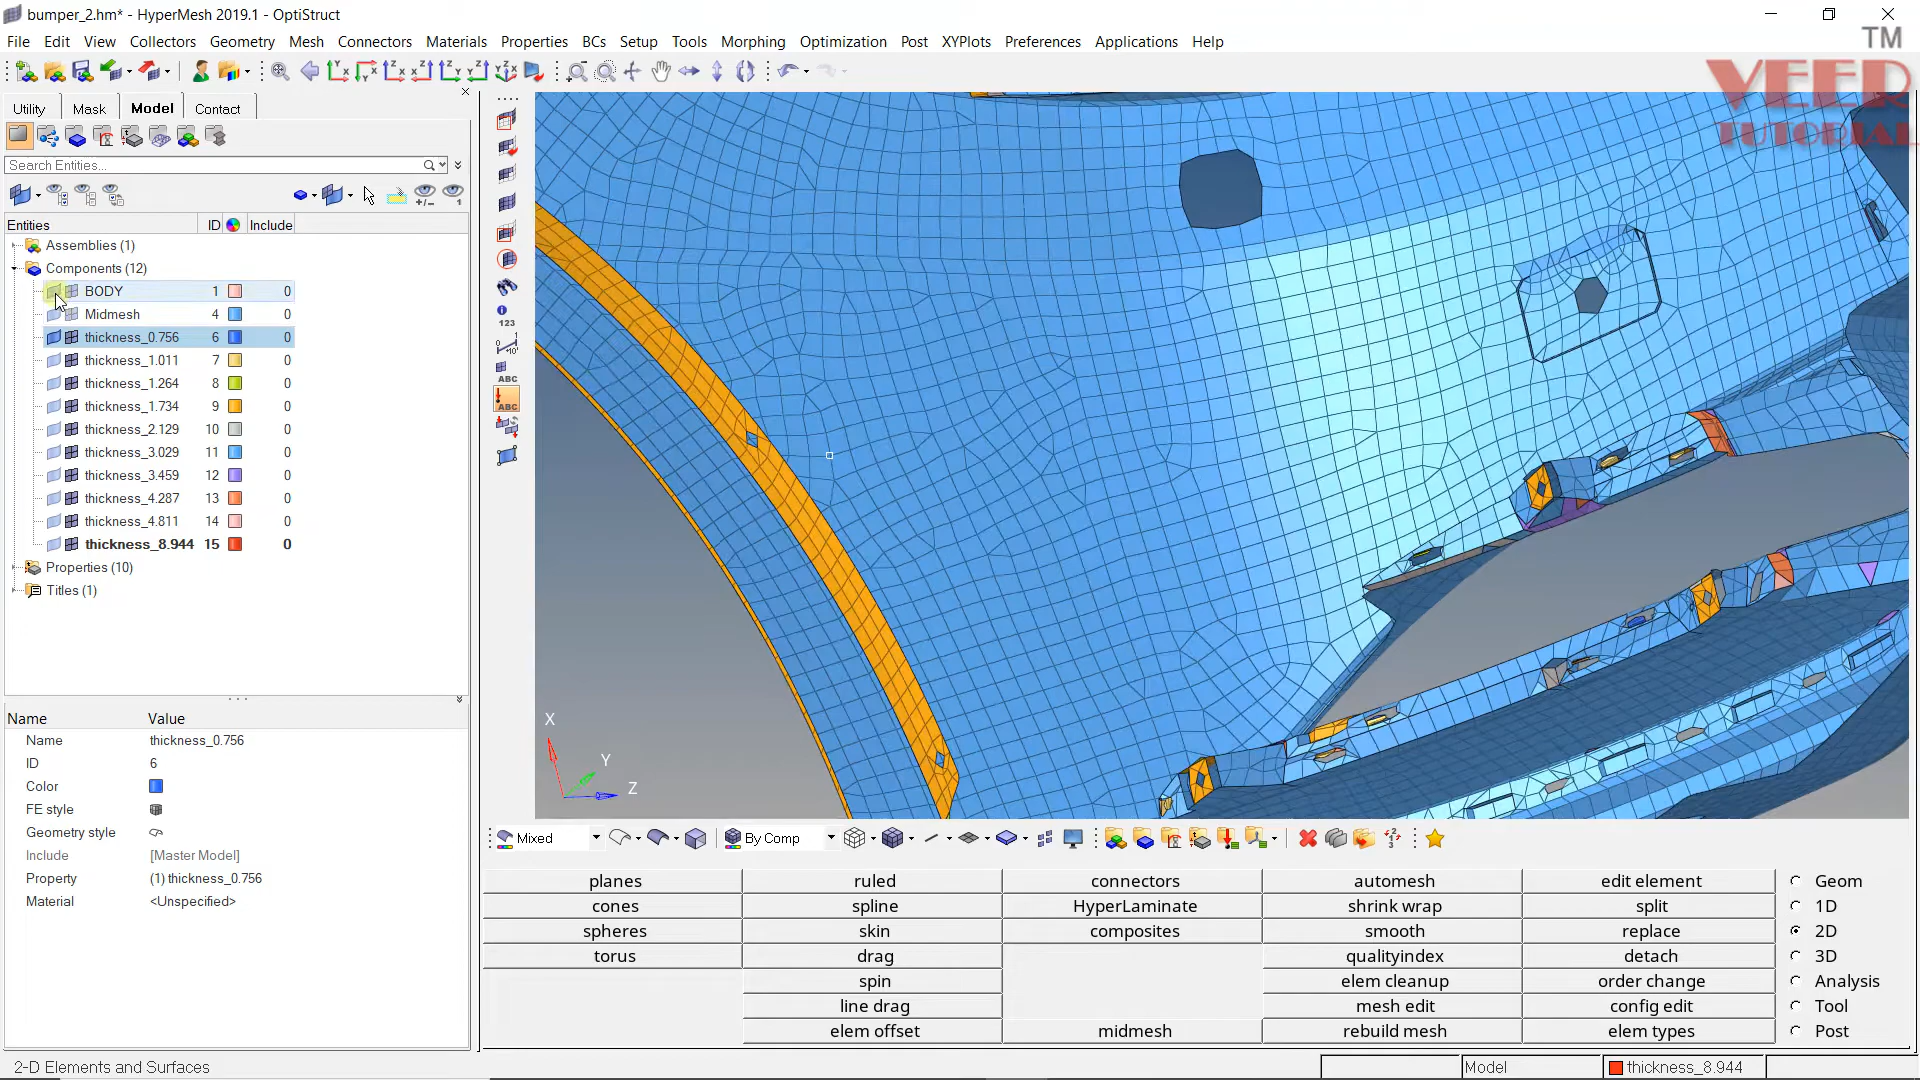 bumper_2.hm* - HyperMesh 2019.1 - OptiStruct
TM
File Edit View Collectors Geometry Mesh Connectors Materials Properties BCs Setup Tools Morphing Optimization Post XYPlots Preferences Applications Help
VEER
TUTORIAL
Utility Mask Model Contact
Search Entities...
Entities ID Include
Assemblies (1)
Components (12)
BODY 1 0
Midmesh 4 0
thickness_0.756 6 0
thickness_1.011 7 0
thickness_1.264 8 0
thickness_1.734 9 0
thickness_2.129 10 0
thickness_3.029 11 0
thickness_3.459 12 0
thickness_4.287 13 0
thickness_4.811 14 0
thickness_8.944 15 0
Properties (10)
Titles (1)
123
ABC
ABC
X
Y
Z
Name Value
Name thickness_0.756
ID 6
Color
FE style
Geometry style
Include [Master Model]
Property (1) thickness_0.756
Material <Unspecified>
Mixed By Comp
planes ruled connectors automesh edit element Geom
cones spline HyperLaminate shrink wrap split 1D
spheres skin composites smooth replace 2D
torus drag qualityindex detach 3D
spin elem cleanup order change Analysis
line drag mesh edit config edit Tool
elem offset midmesh rebuild mesh elem types Post
2-D Elements and Surfaces Model thickness_8.944